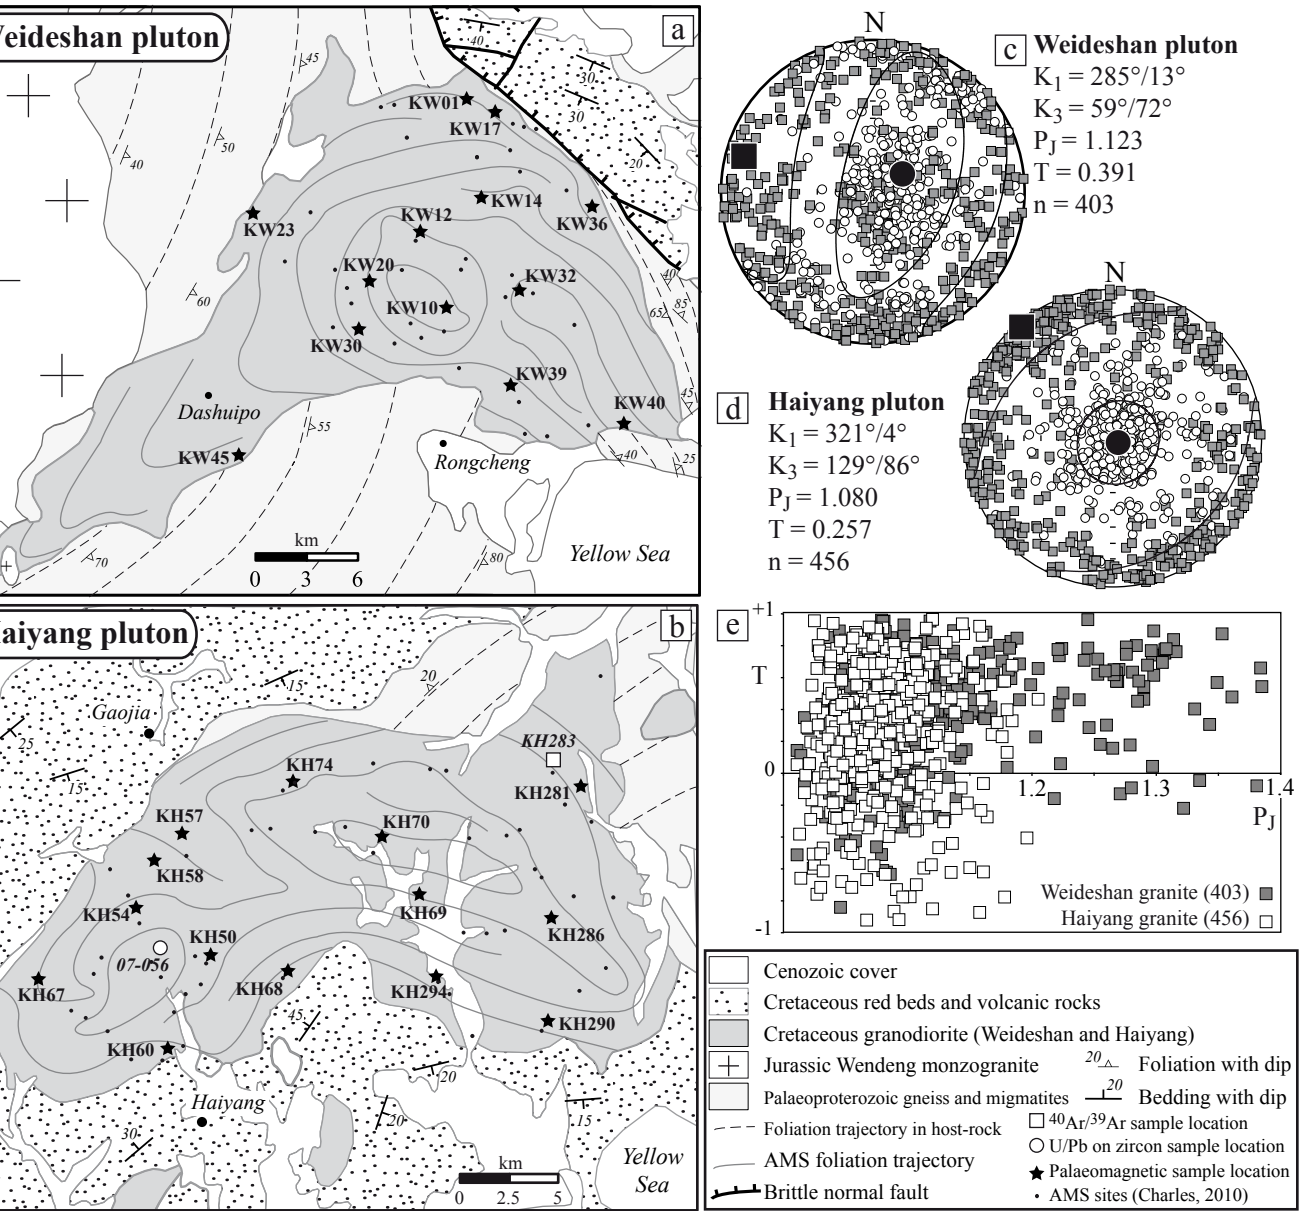 eideshan pluton
a
45
40
30
30
20
40
50
60
KW01
KW17
KW14
KW36
KW12
KW23
KW20
KW32
KW10
KW30
KW39
KW40
KW45
40
85
65
45
25
40
55
70
80
Dashuipo
Rongcheng
Yellow Sea
km
0 3 6
N
c Weideshan pluton
K1 = 285°/13°
K3 = 59°/72°
PJ = 1.123
T = 0.391
n = 403
N
d Haiyang pluton
K1 = 321°/4°
K3 = 129°/86°
PJ = 1.080
T = 0.257
n = 456
aiyang pluton
b
20
15
25
15
Gaojia
KH283
KH74
KH281
KH57
KH70
KH58
KH54
KH69
KH286
KH50
07-056
KH67
KH68
KH294
KH290
KH60
45
20
20
15
30
Haiyang
Yellow
Sea
km
0 2.5 5
e
+1
T
0
-1
1.2 1.3 1.4
PJ
Weideshan granite (403)
Haiyang granite (456)
Cenozoic cover
Cretaceous red beds and volcanic rocks
Cretaceous granodiorite (Weideshan and Haiyang)
Jurassic Wendeng monzogranite
Palaeoproterozoic gneiss and migmatites
Foliation trajectory in host-rock
AMS foliation trajectory
Brittle normal fault
20 Foliation with dip
20 Bedding with dip
40Ar/39Ar sample location
U/Pb on zircon sample location
Palaeomagnetic sample location
AMS sites (Charles, 2010)